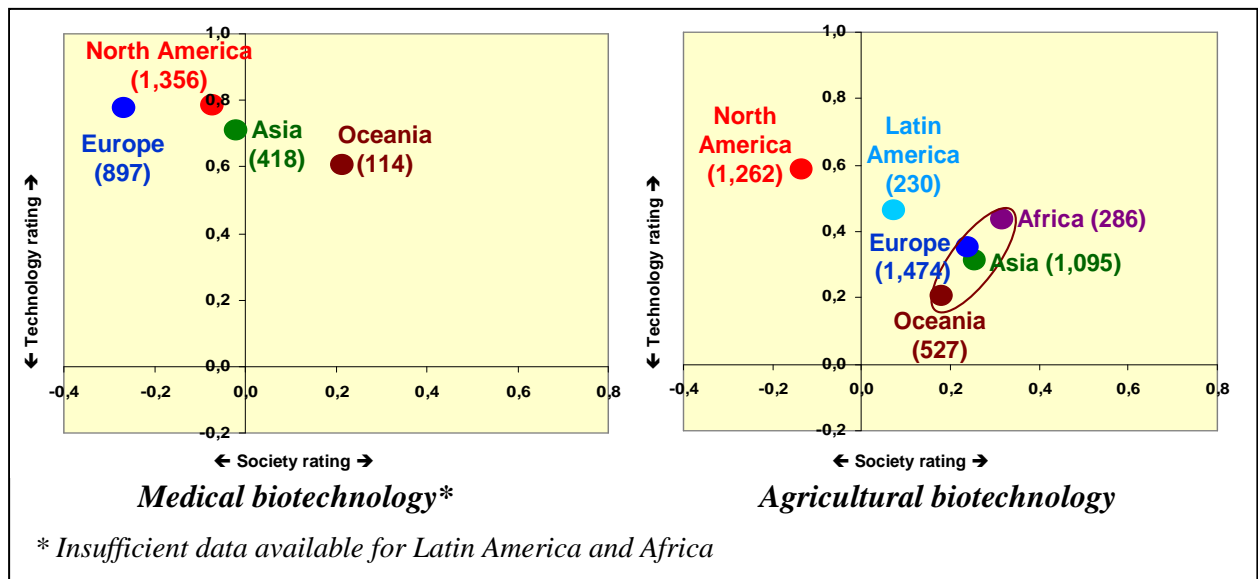 1,0
North America
(1,356)
0,8
Europe
(897)
Asia
(418)
Oceania
(114)
0,6
0,4
0,2
0,0
-0,4 -0,2 0,0 0,2 0,4 0,6 0,8
-0,2
← Technology rating →
← Society rating →
Medical biotechnology*
1,0
0,8
North
America
(1,262)
Latin
America
(230)
0,6
0,4
Africa (286)
Europe
(1,474)
Asia (1,095)
0,2
Oceania
(527)
0,0
-0,4 -0,2 0,0 0,2 0,4 0,6 0,8
-0,2
← Technology rating →
← Society rating →
Agricultural biotechnology
* Insufficient data available for Latin America and Africa